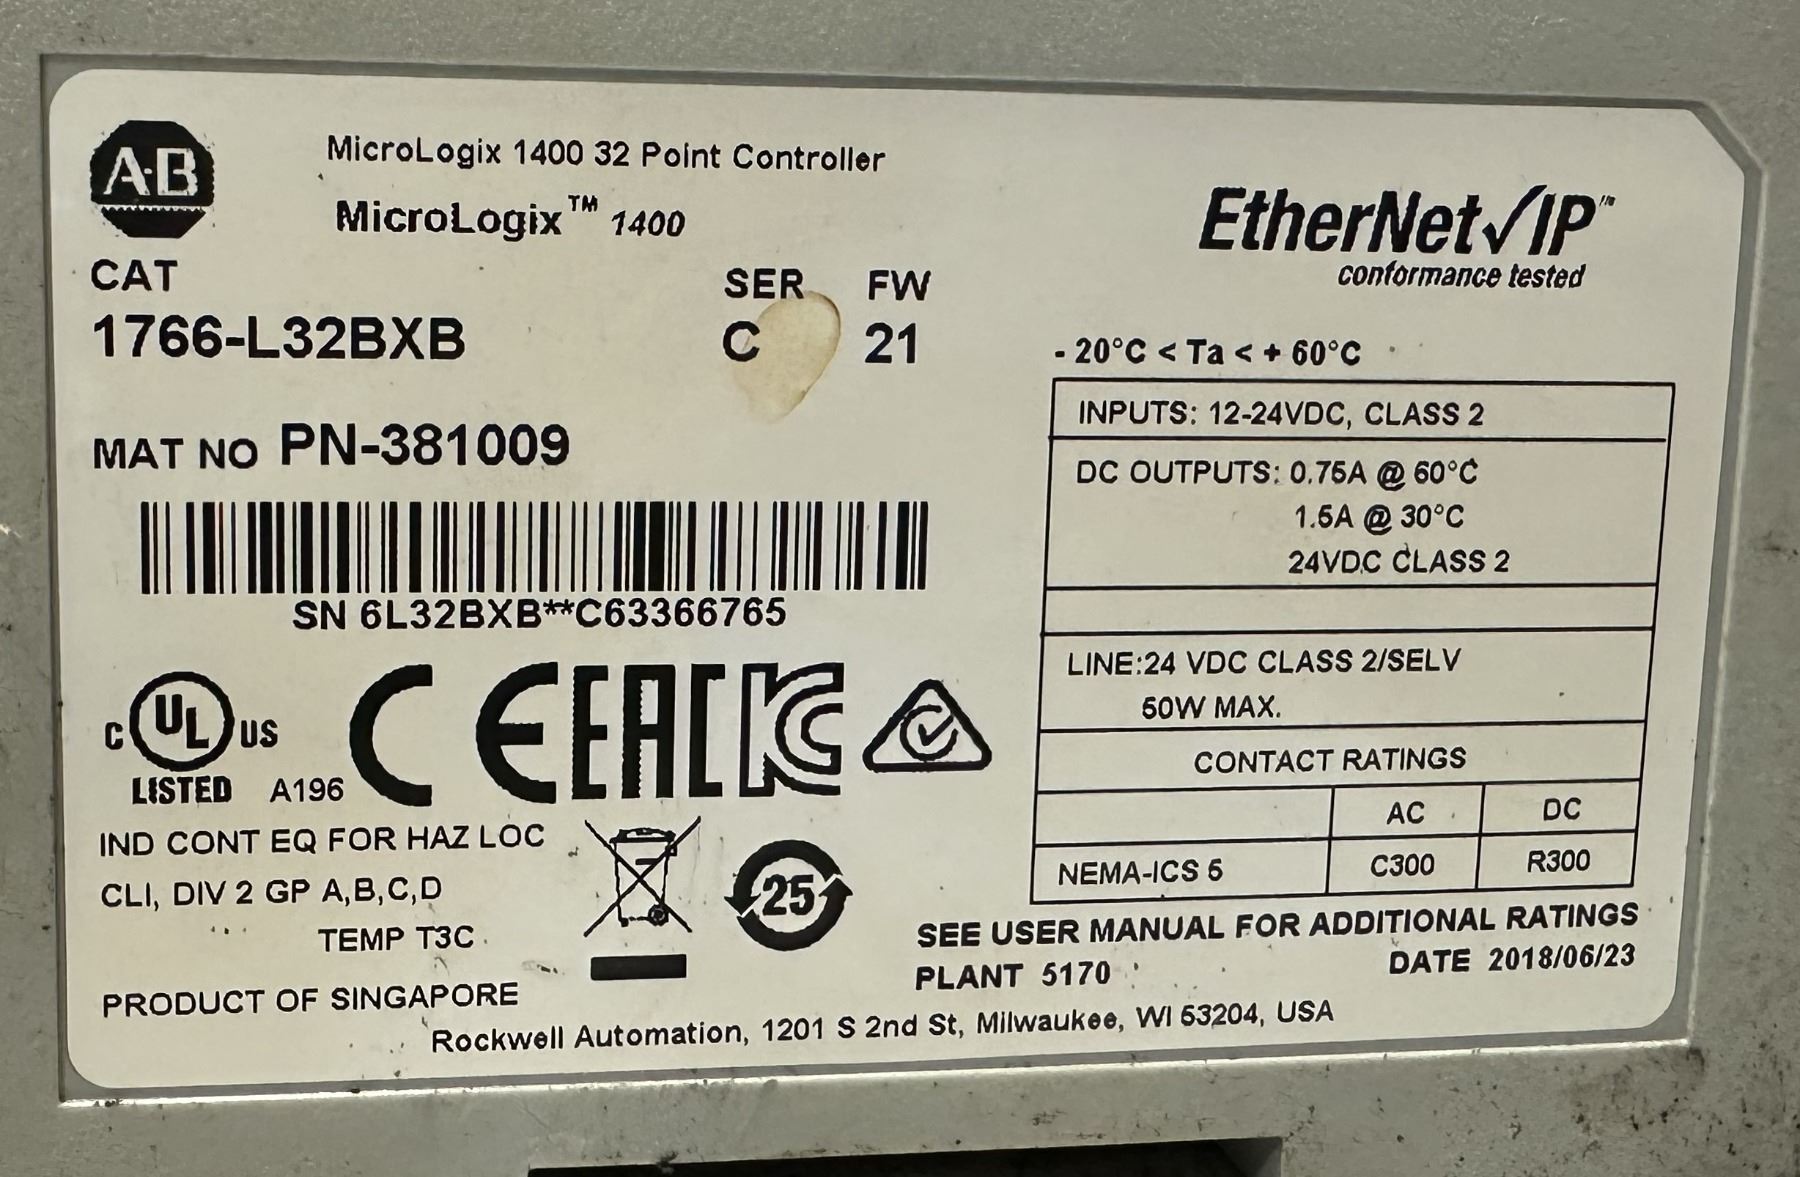 A·B
MicroLogix 1400 32 Point Controller
MicroLogix™ 1400
EtherNet/IP™
conformance tested
CAT
1766-L32BXB
SER
C
FW
21
MAT NO PN-381009
SN 6L32BXB**C63366765
C UL US
LISTED A196
CE EAC KC
IND CONT EQ FOR HAZ LOC
CLI, DIV 2 GP A,B,C,D
TEMP T3C
25
PRODUCT OF SINGAPORE
- 20°C < Ta < + 60°C
INPUTS: 12-24VDC, CLASS 2
DC OUTPUTS: 0.75A @ 60°C
1.5A @ 30°C
24VDC CLASS 2
LINE:24 VDC CLASS 2/SELV
50W MAX.
CONTACT RATINGS
AC DC
NEMA-ICS 5 C300 R300
SEE USER MANUAL FOR ADDITIONAL RATINGS
PLANT 5170 DATE 2018/06/23
Rockwell Automation, 1201 S 2nd St, Milwaukee, WI 53204, USA